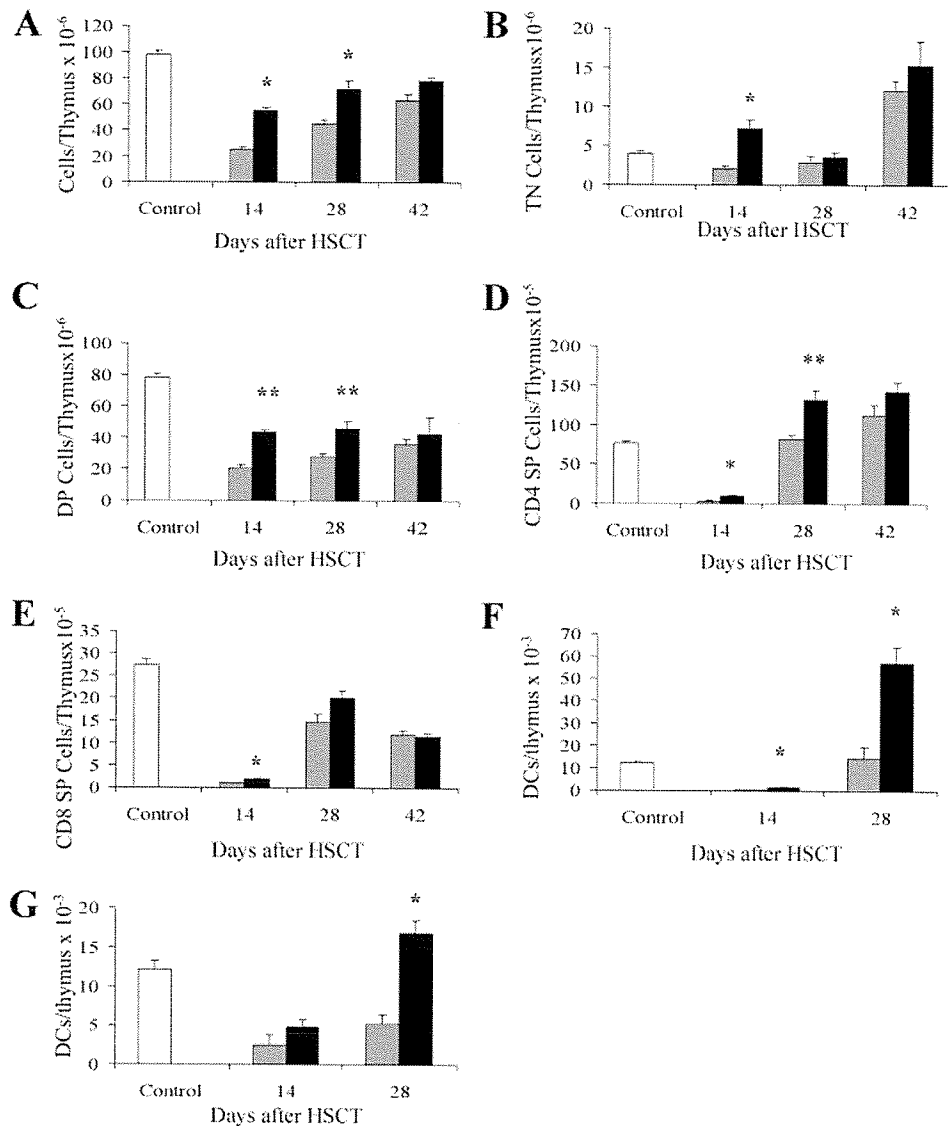 A
Cells/Thymus x 10-6
120
100
80
60
40
20
0
* *
Control 14 28 42
Days after HSCT
B
TN Cells/Thymusx10-6
20
15
10
5
0
*
Control 14 28 42
Days after HSCT
C
DP Cells/Thymusx10-6
100
80
60
40
20
0
** **
Control 14 28 42
Days after HSCT
D
CD4 SP Cells/Thymusx10-5
200
150
100
50
0
* **
Control 14 28 42
Days after HSCT
E
CD8 SP Cells/Thymusx10-5
35
30
25
20
15
10
5
0
*
Control 14 28 42
Days after HSCT
F
DCs/thymus x 10-3
70
60
50
40
30
20
10
0
* *
Control 14 28
Days after HSCT
G
DCs/thymus x 10-3
20
15
10
5
0
*
Control 14 28
Days after HSCT